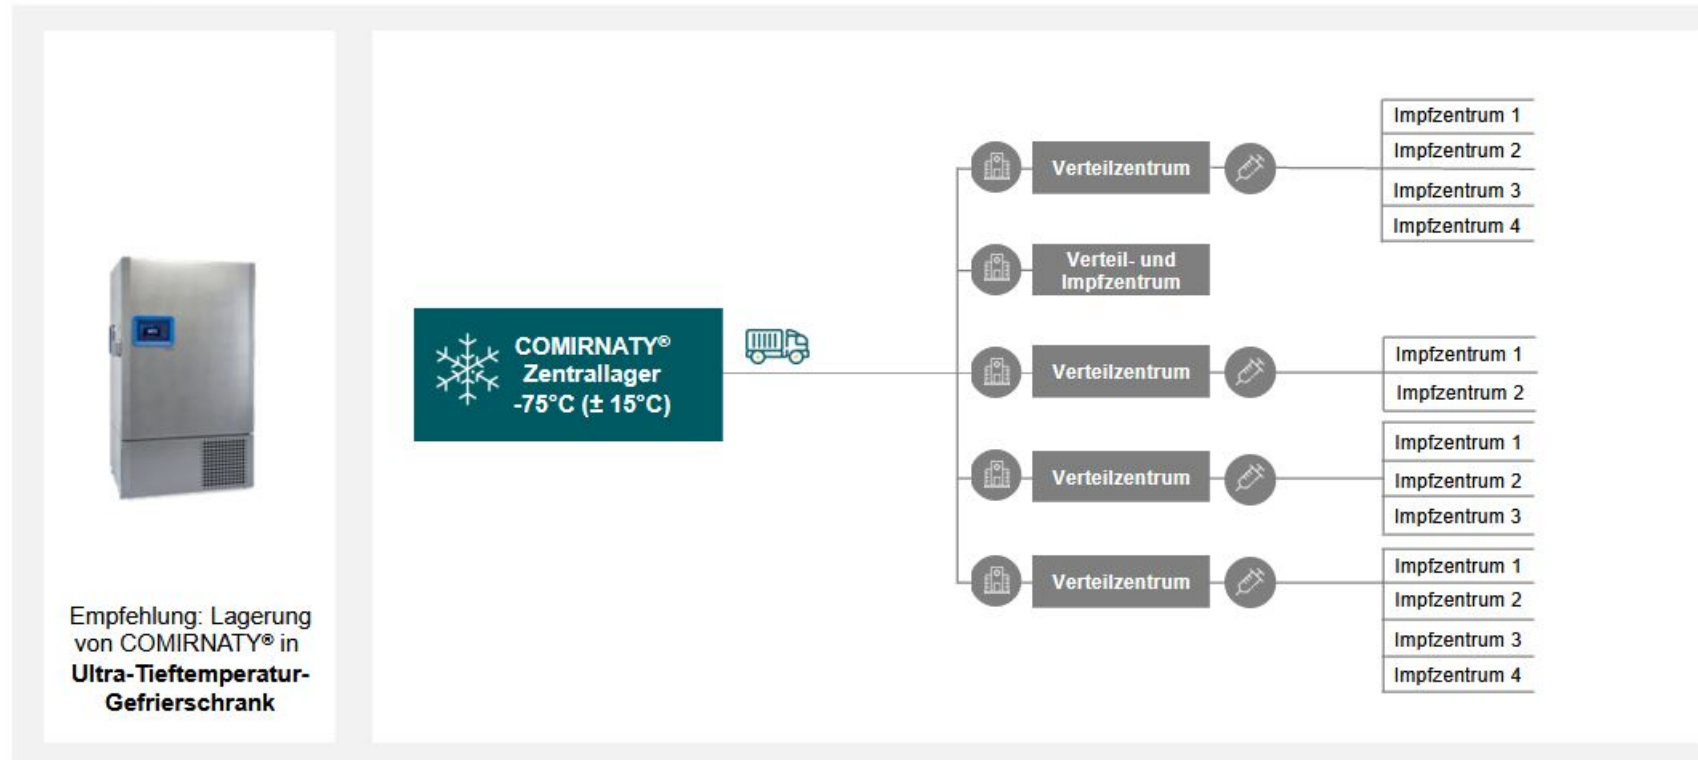 Empfehlung: Lagerung
von COMIRNATY® in
Ultra-Tieftemperatur-
Gefrierschrank
COMIRNATY®
Zentrallager
-75°C (± 15°C)
Verteilzentrum
Impfzentrum 1
Impfzentrum 2
Impfzentrum 3
Impfzentrum 4
Verteil- und
Impfzentrum
Verteilzentrum
Impfzentrum 1
Impfzentrum 2
Verteilzentrum
Impfzentrum 1
Impfzentrum 2
Impfzentrum 3
Verteilzentrum
Impfzentrum 1
Impfzentrum 2
Impfzentrum 3
Impfzentrum 4